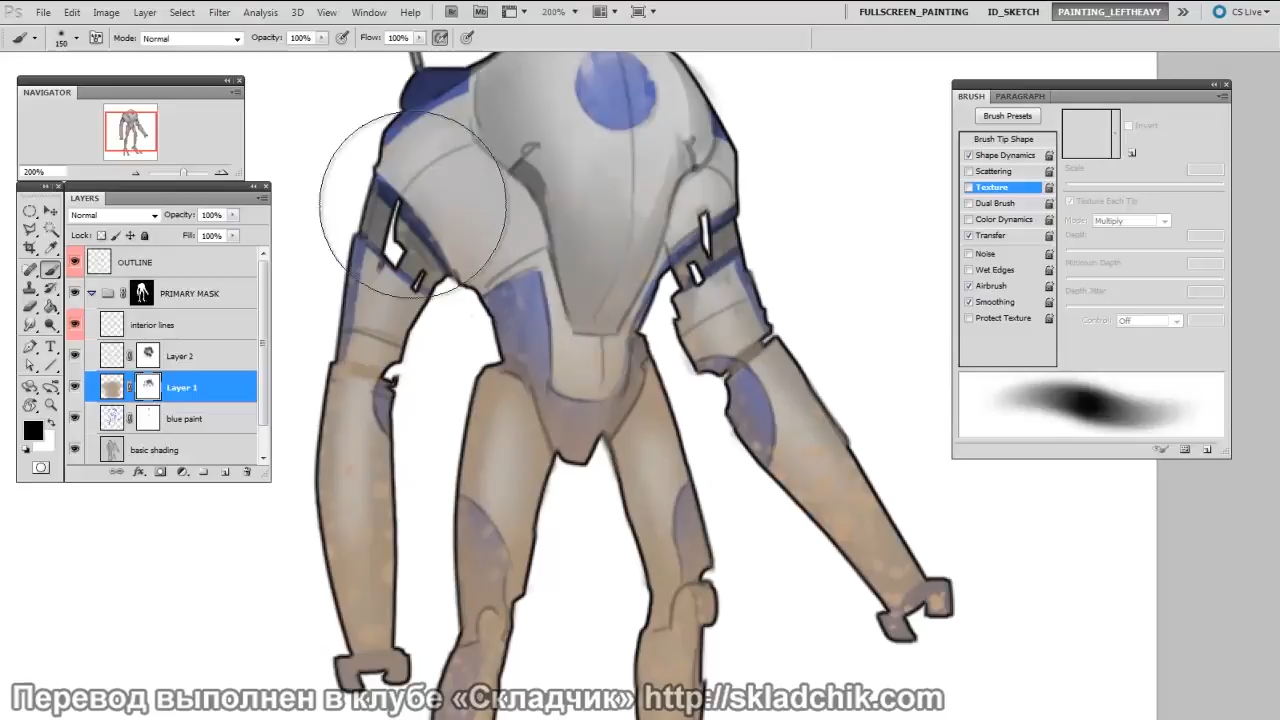 Ps File Edit Image Layer Select Filter Analysis 3D View Window Help Br Mb 200% FULLSCREEN_PAINTING ID_SKETCH PAINTING_LEFTHEAVY CS Live
150 Mode: Normal Opacity: 100% Flow: 100%
NAVIGATOR
200%
LAYERS
Normal Opacity: 100%
Lock: Fill: 100%
OUTLINE
PRIMARY MASK
interior lines
Layer 2
Layer 1
blue paint
basic shading
BRUSH PARAGRAPH
Brush Presets
Brush Tip Shape
Shape Dynamics
Scattering
Texture
Dual Brush
Color Dynamics
Transfer
Noise
Wet Edges
Airbrush
Smoothing
Protect Texture
Invert
Scale
Texture Each Tip
Mode: Multiply
Depth
Minimum Depth
Depth Jitter
Control: Off
Перевод выполнен в клубе «Складчик» http://skladchik.com